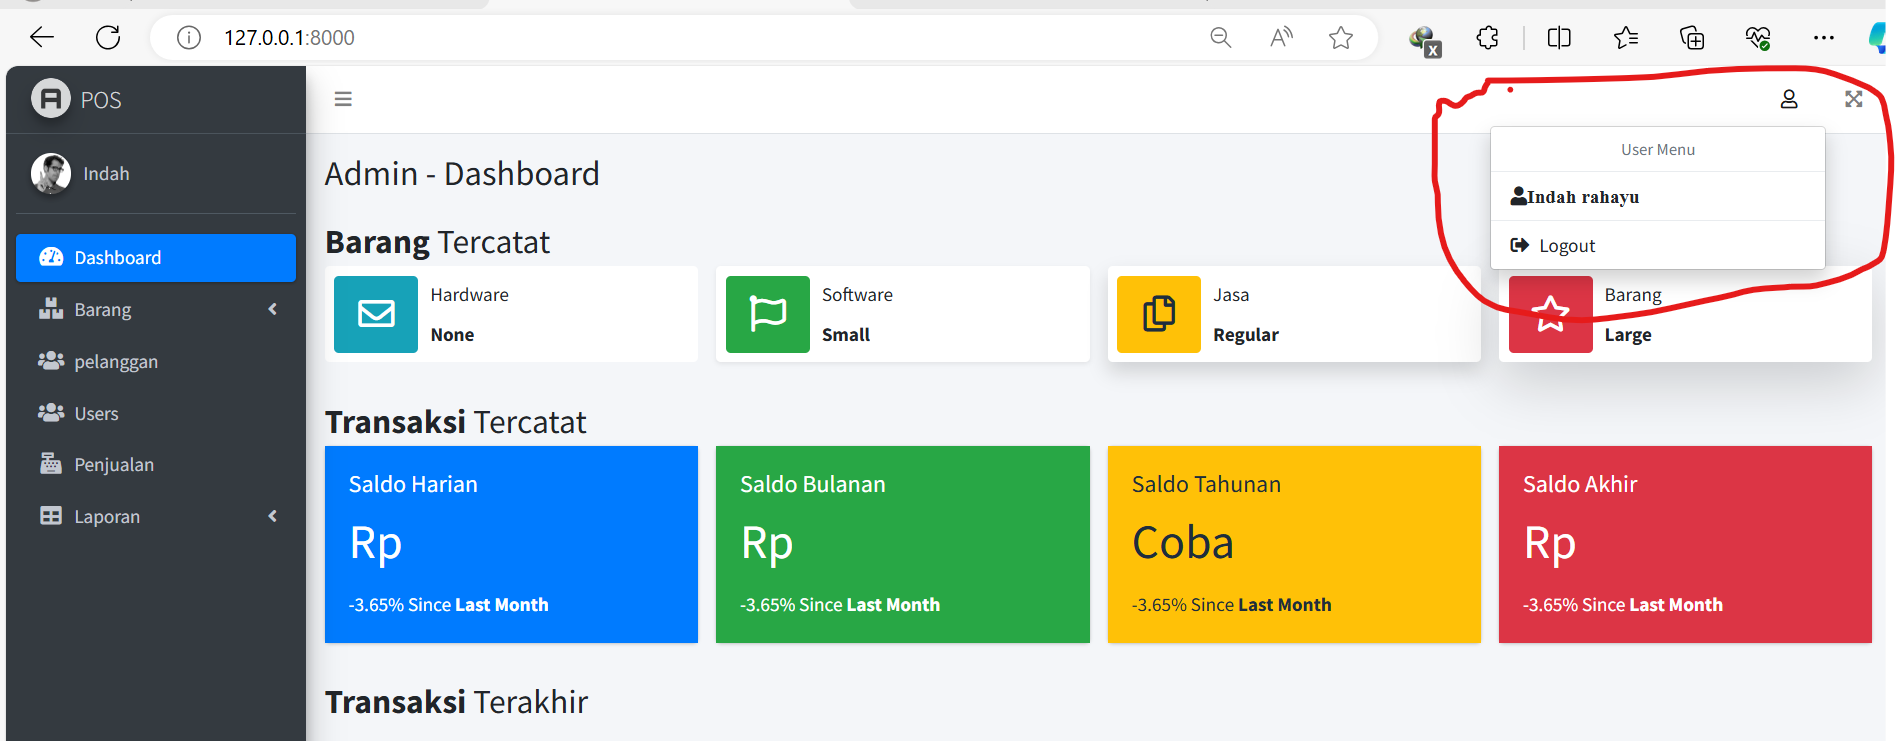 127.0.0.1:8000
POS
Indah
Dashboard
Barang
pelanggan
Users
Penjualan
Laporan
User Menu
Indah rahayu
Logout
Admin - Dashboard
Barang Tercatat
Hardware
None
Software
Small
Jasa
Regular
Barang
Large
Transaksi Tercatat
Saldo Harian
Rp
-3.65% Since Last Month
Saldo Bulanan
Rp
-3.65% Since Last Month
Saldo Tahunan
Coba
-3.65% Since Last Month
Saldo Akhir
Rp
-3.65% Since Last Month
Transaksi Terakhir